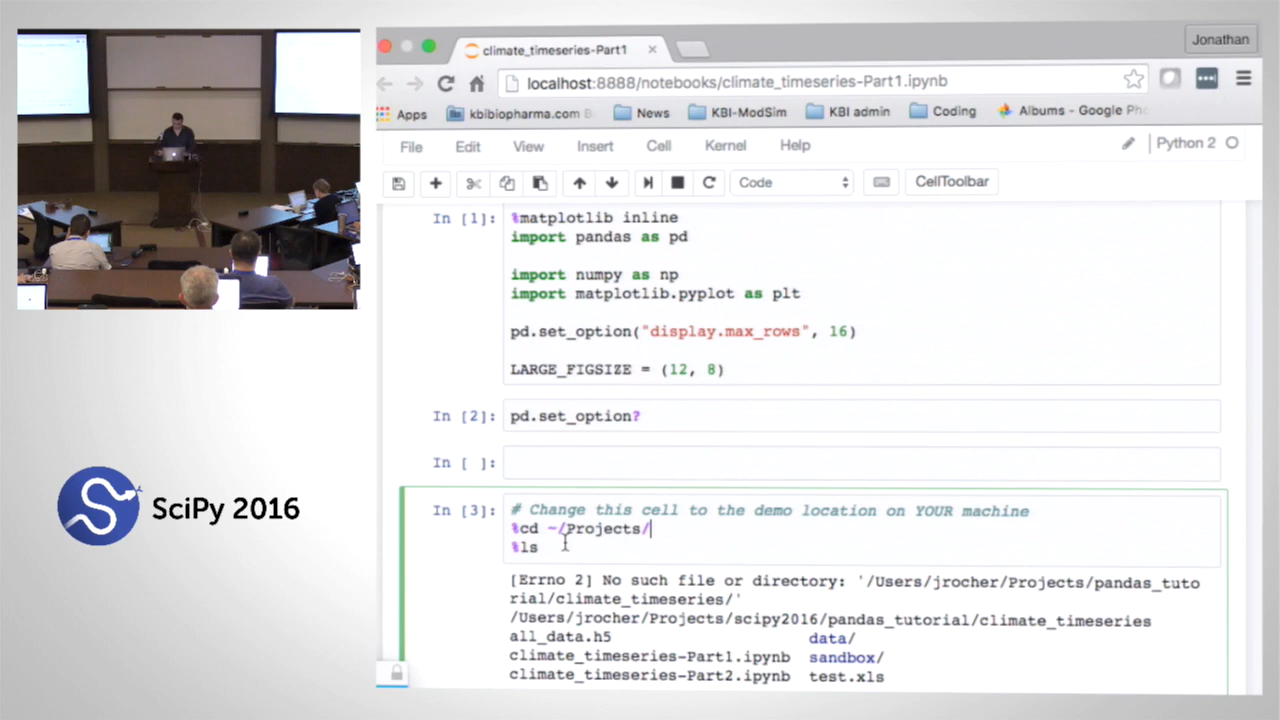 Jonathan
climate_timeseries-Part1
localhost:8888/notebooks/climate_timeseries-Part1.ipynb
Apps kbibiopharma.com News KBI-ModSim KBI admin Coding Albums - Google
File Edit View Insert Cell Kernel Help Python 2
Code CellToolbar
In [1]: %matplotlib inline
import pandas as pd
import numpy as np
import matplotlib.pyplot as plt
pd.set_option("display.max_rows", 16)
LARGE_FIGSIZE = (12, 8)
In [2]: pd.set_option?
In [ ]:
In [3]: # Change this cell to the demo location on YOUR machine
%cd ~/Projects/
%ls
[Errno 2] No such file or directory: '/Users/jrocher/Projects/pandas_tuto
rial/climate_timeseries/'
/Users/jrocher/Projects/scipy2016/pandas_tutorial/climate_timeseries
all_data.h5 data/
climate_timeseries-Part1.ipynb sandbox/
climate_timeseries-Part2.ipynb test.xls
SciPy 2016